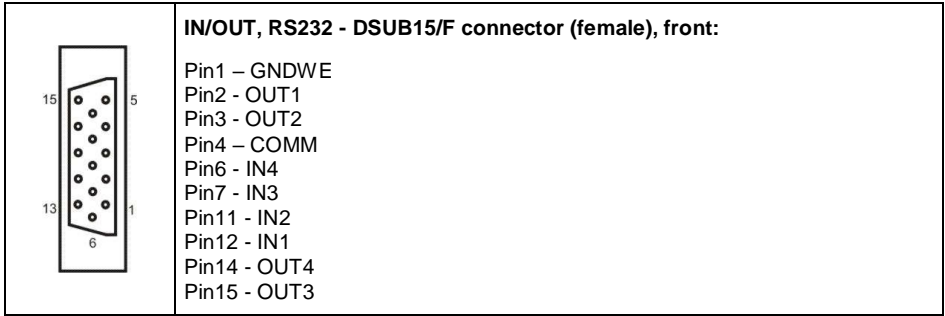 IN/OUT, RS232 - DSUB15/F connector (female), front:
15
5
13
1
6
Pin1 – GNDWE
Pin2 - OUT1
Pin3 - OUT2
Pin4 – COMM
Pin6 - IN4
Pin7 - IN3
Pin11 - IN2
Pin12 - IN1
Pin14 - OUT4
Pin15 - OUT3